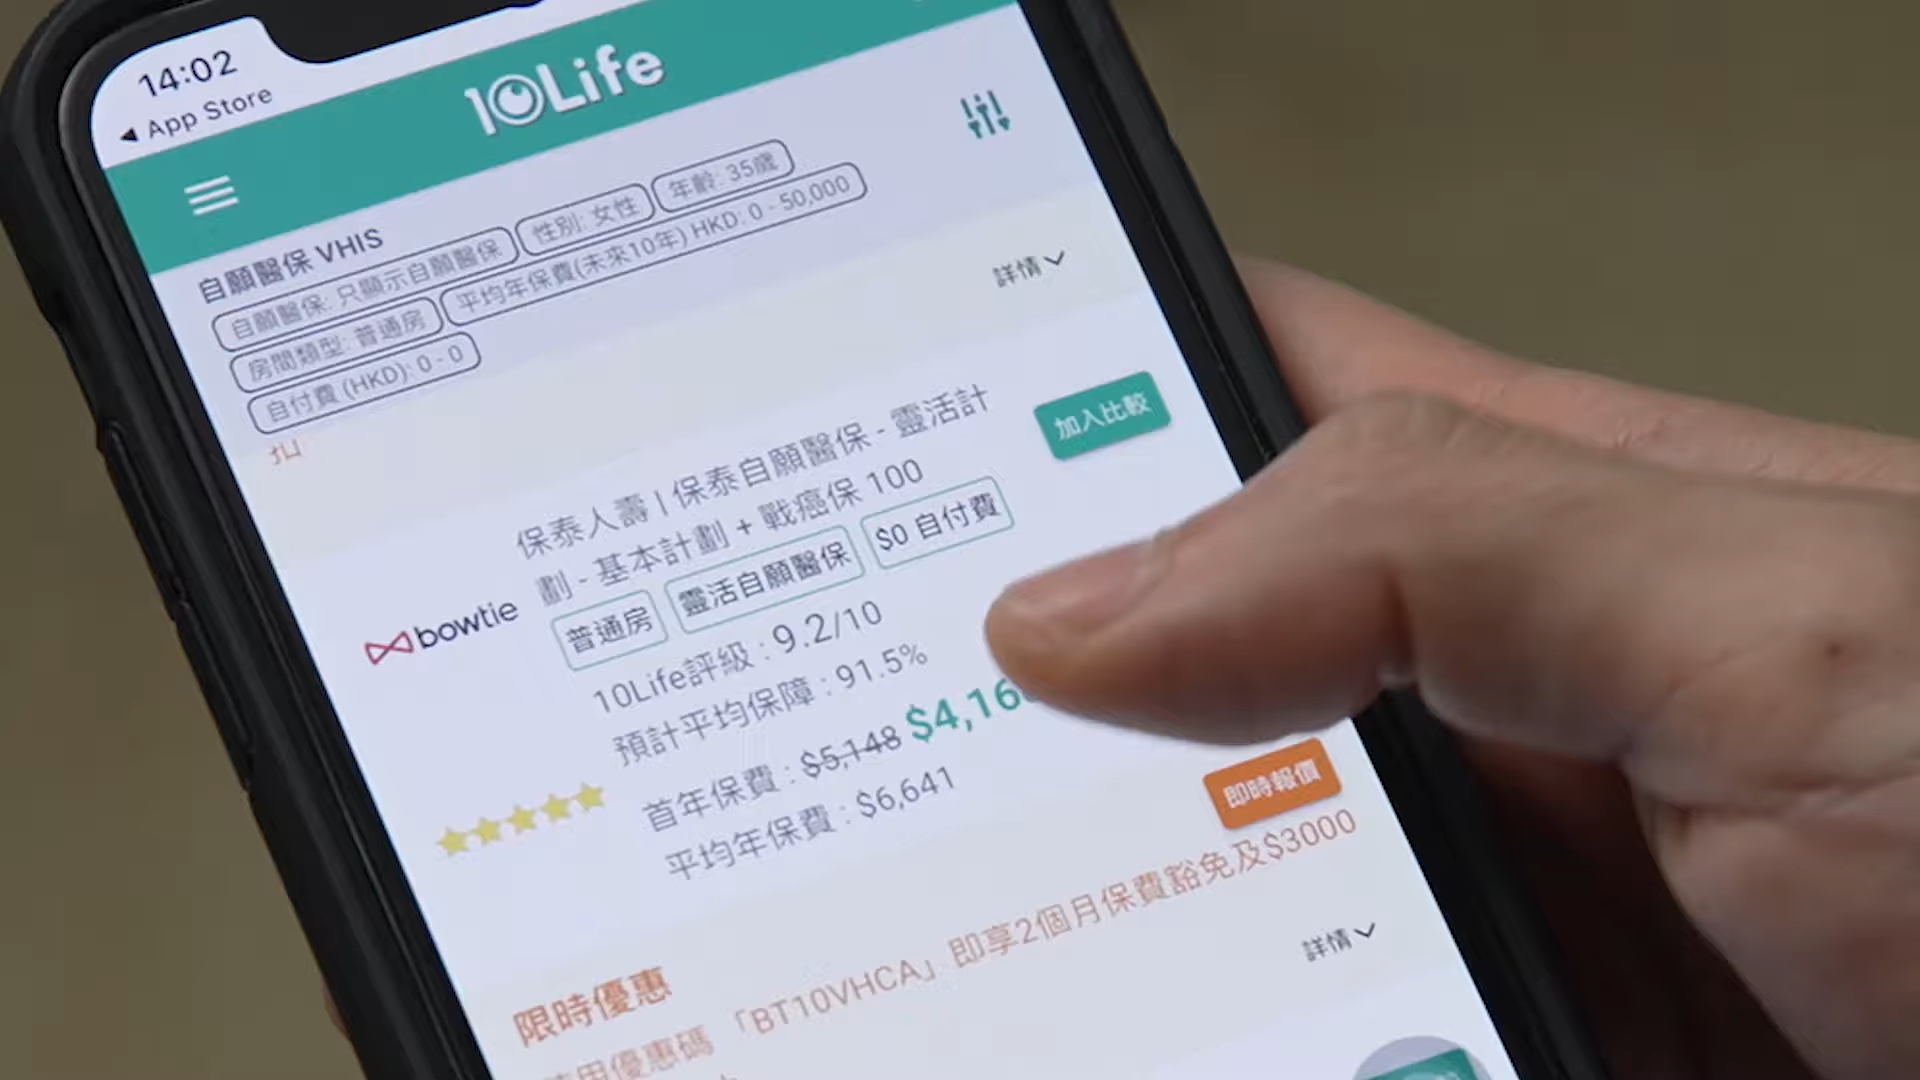 14:02
App Store
10Life
自願醫保 VHIS
自願醫保: 只顯示自願醫保
性別: 女性
年齡: 35歲
房間類型: 普通房
平均年保費(未來10年) HKD: 0 - 50,000
自付費 (HKD): 0 - 0
詳情
保泰人壽 | 保泰自願醫保 - 靈活計
劃 - 基本計劃 + 戰癌保 100
加入比較
普通房
靈活自願醫保
$0 自付費
bowtie
10Life評級 : 9.2/10
預計平均保障 : 91.5%
首年保費 : $5,148 $4,16
平均年保費 : $6,641
即時報價
限時優惠
用優惠碼 「BT10VHCA」即享2個月保費豁免及$3000
詳情